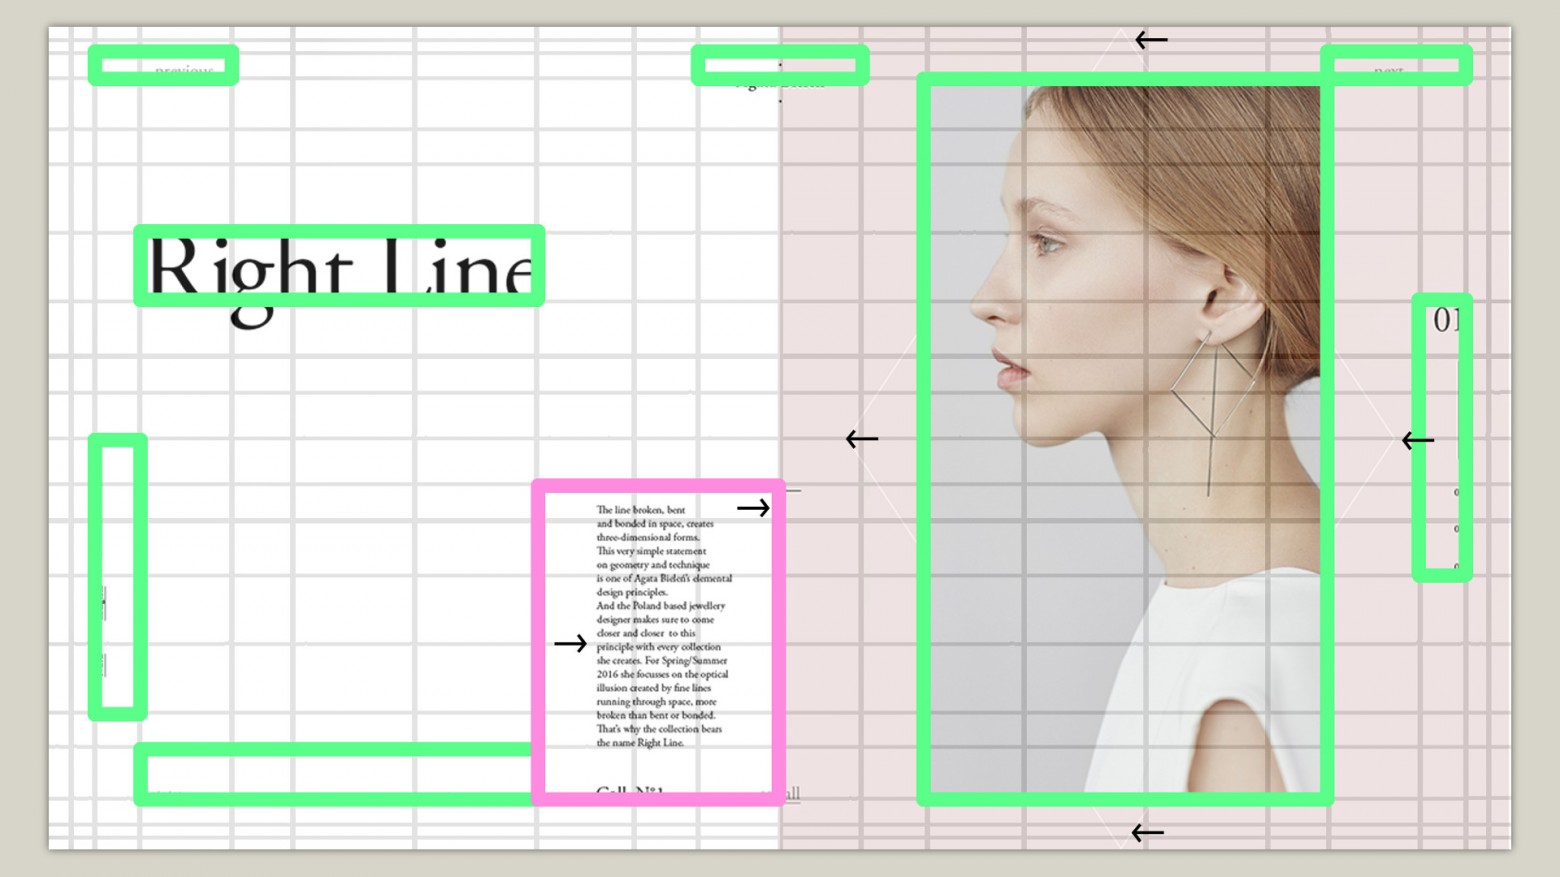 previous
next
Right Line
01
The line broken, bent
and bonded in space, creates
three-dimensional forms.
This very simple statement
on geometry and technique
is one of Agata Bieleń's elemental
design principles.
And the Poland based jewellery
designer makes sure to come
closer and closer to this
principle with every collection
she creates. For Spring/Summer
2016 she focusses on the optical
illusion created by fine lines
running through space, more
broken than bent or bonded.
That's why the collection bears
the name Right Line.
Coll. Nº1